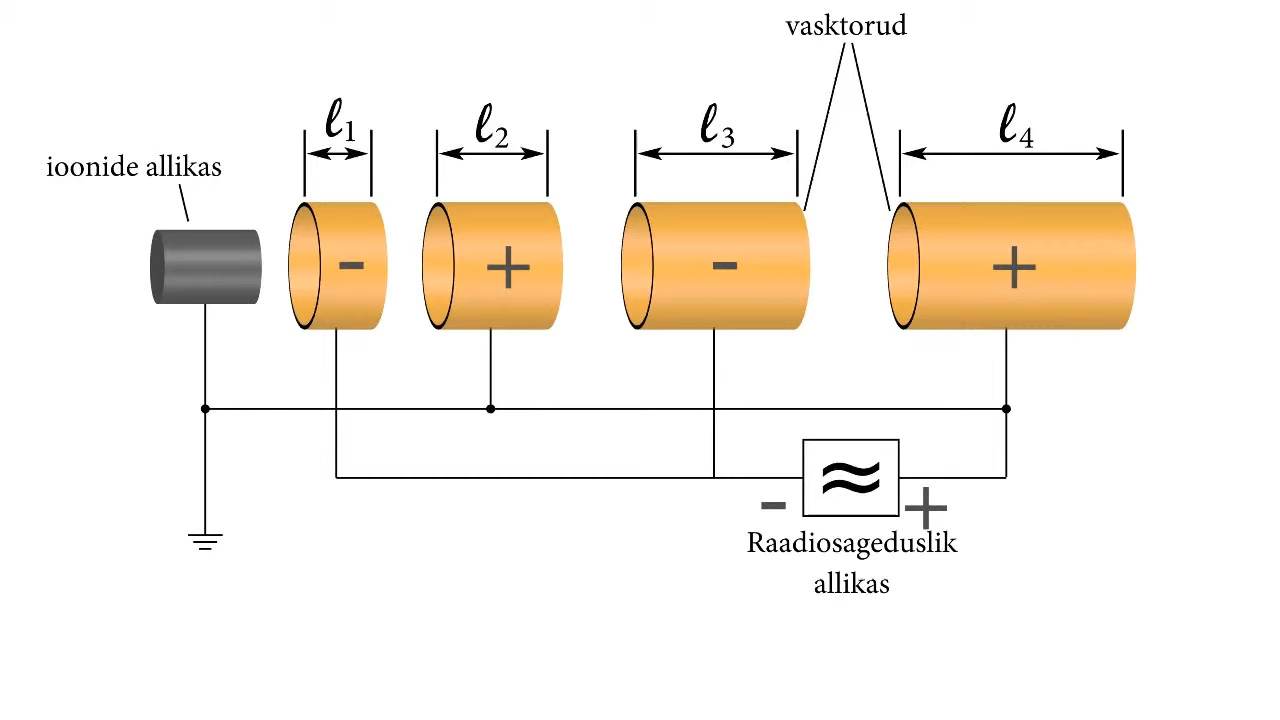 vasktorud
ℓ1 ℓ2 ℓ3 ℓ4
ioonide allikas
- + - +
- +
Raadiosageduslik
allikas